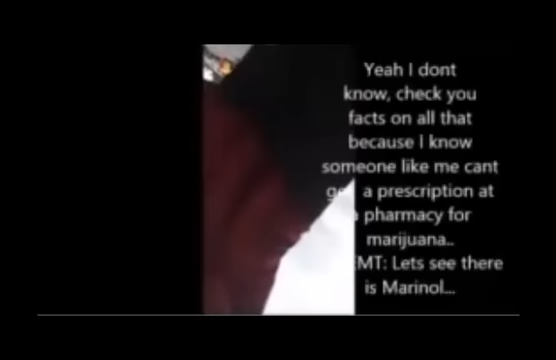 Yeah I dont
know, check you
facts on all that
because I know
someone like me cant
a prescription at
pharmacy for
marijuana..
Lets see there
is Marinol...